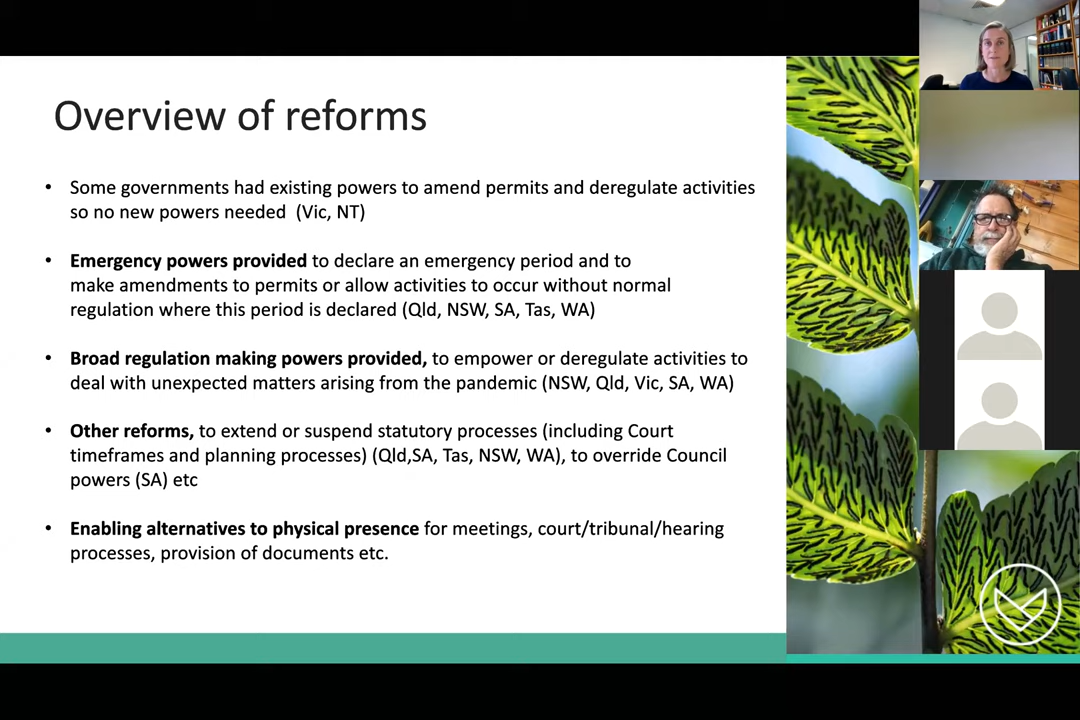 Overview of reforms
• Some governments had existing powers to amend permits and deregulate activities
so no new powers needed (Vic, NT)
• Emergency powers provided to declare an emergency period and to
make amendments to permits or allow activities to occur without normal
regulation where this period is declared (Qld, NSW, SA, Tas, WA)
• Broad regulation making powers provided, to empower or deregulate activities to
deal with unexpected matters arising from the pandemic (NSW, Qld, Vic, SA, WA)
• Other reforms, to extend or suspend statutory processes (including Court
timeframes and planning processes) (Qld,SA, Tas, NSW, WA), to override Council
powers (SA) etc
• Enabling alternatives to physical presence for meetings, court/tribunal/hearing
processes, provision of documents etc.